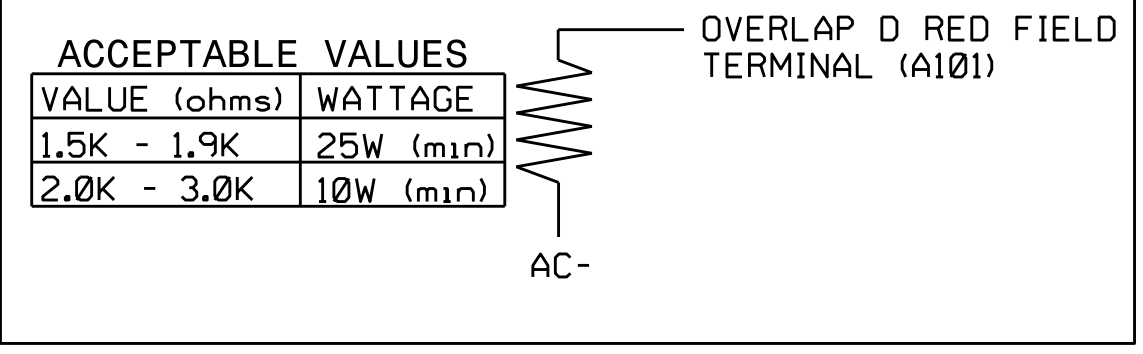 ACCEPTABLE VALUES
VALUE (ohms) WATTAGE
1.5K - 1.9K 25W (min)
2.0K - 3.0K 10W (min)
OVERLAP D RED FIELD
TERMINAL (A101)
AC-